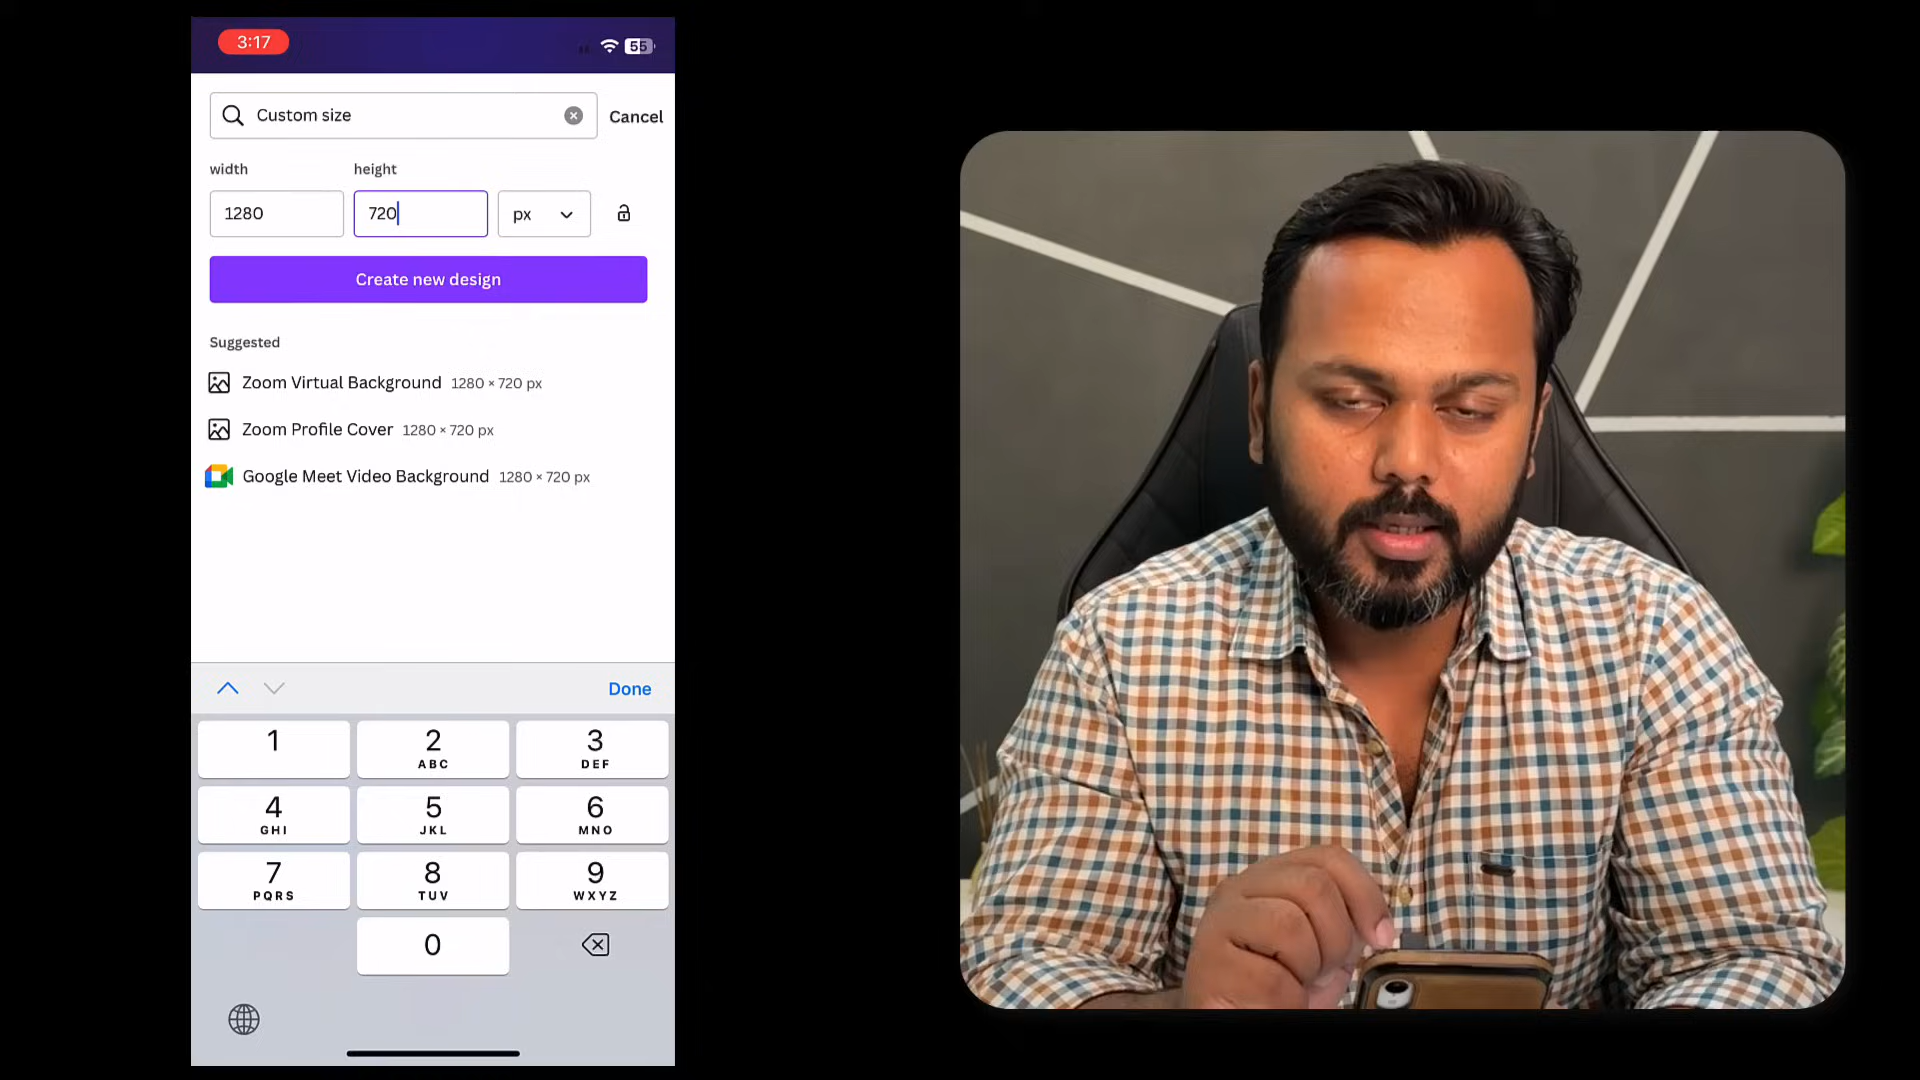 3:17
55
Custom size
Cancel
width
height
1280
720
px
Create new design
Suggested
Zoom Virtual Background 1280 × 720 px
Zoom Profile Cover 1280 × 720 px
Google Meet Video Background 1280 × 720 px
Done
1
2
3
ABC
DEF
4
5
6
GHI
JKL
MNO
7
8
9
PQRS
TUV
WXYZ
0